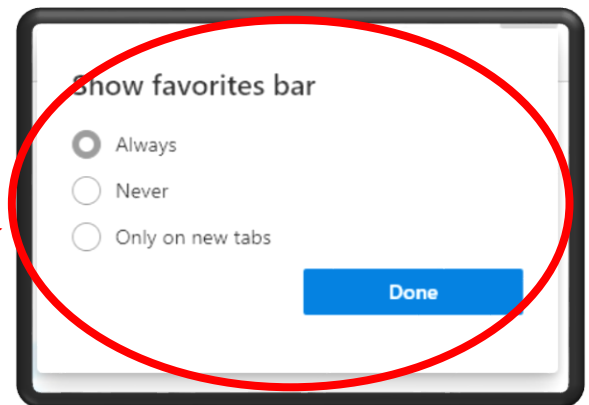 Show favorites bar
Always
Never
Only on new tabs
Done